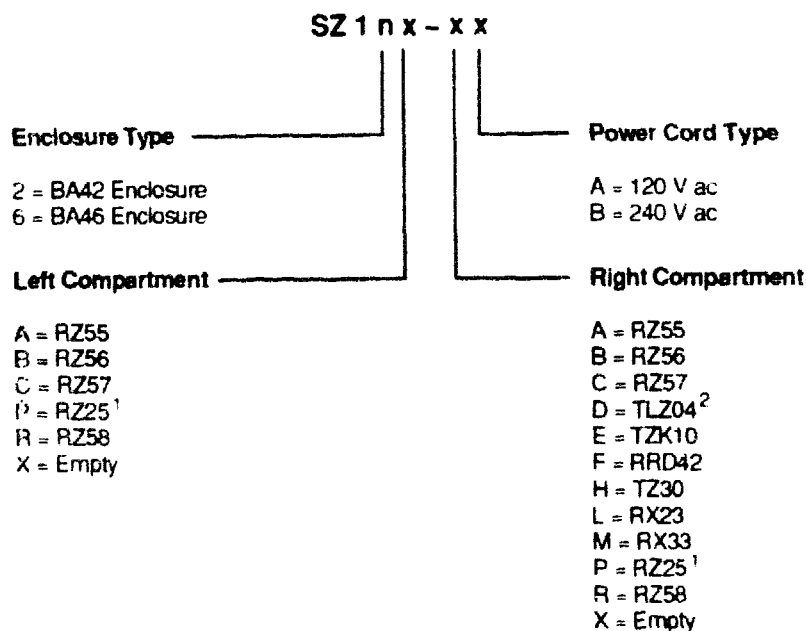 SZ 1 n x – x x
Enclosure Type
2 = BA42 Enclosure
6 = BA46 Enclosure
Left Compartment
A = RZ55
B = RZ56
C = RZ57
P = RZ25¹
R = RZ58
X = Empty
Power Cord Type
A = 120 V ac
B = 240 V ac
Right Compartment
A = RZ55
B = RZ56
C = RZ57
D = TLZ04²
E = TZK10
F = RRD42
H = TZ30
L = RX23
M = RX33
P = RZ25¹
R = RZ58
X = Empty